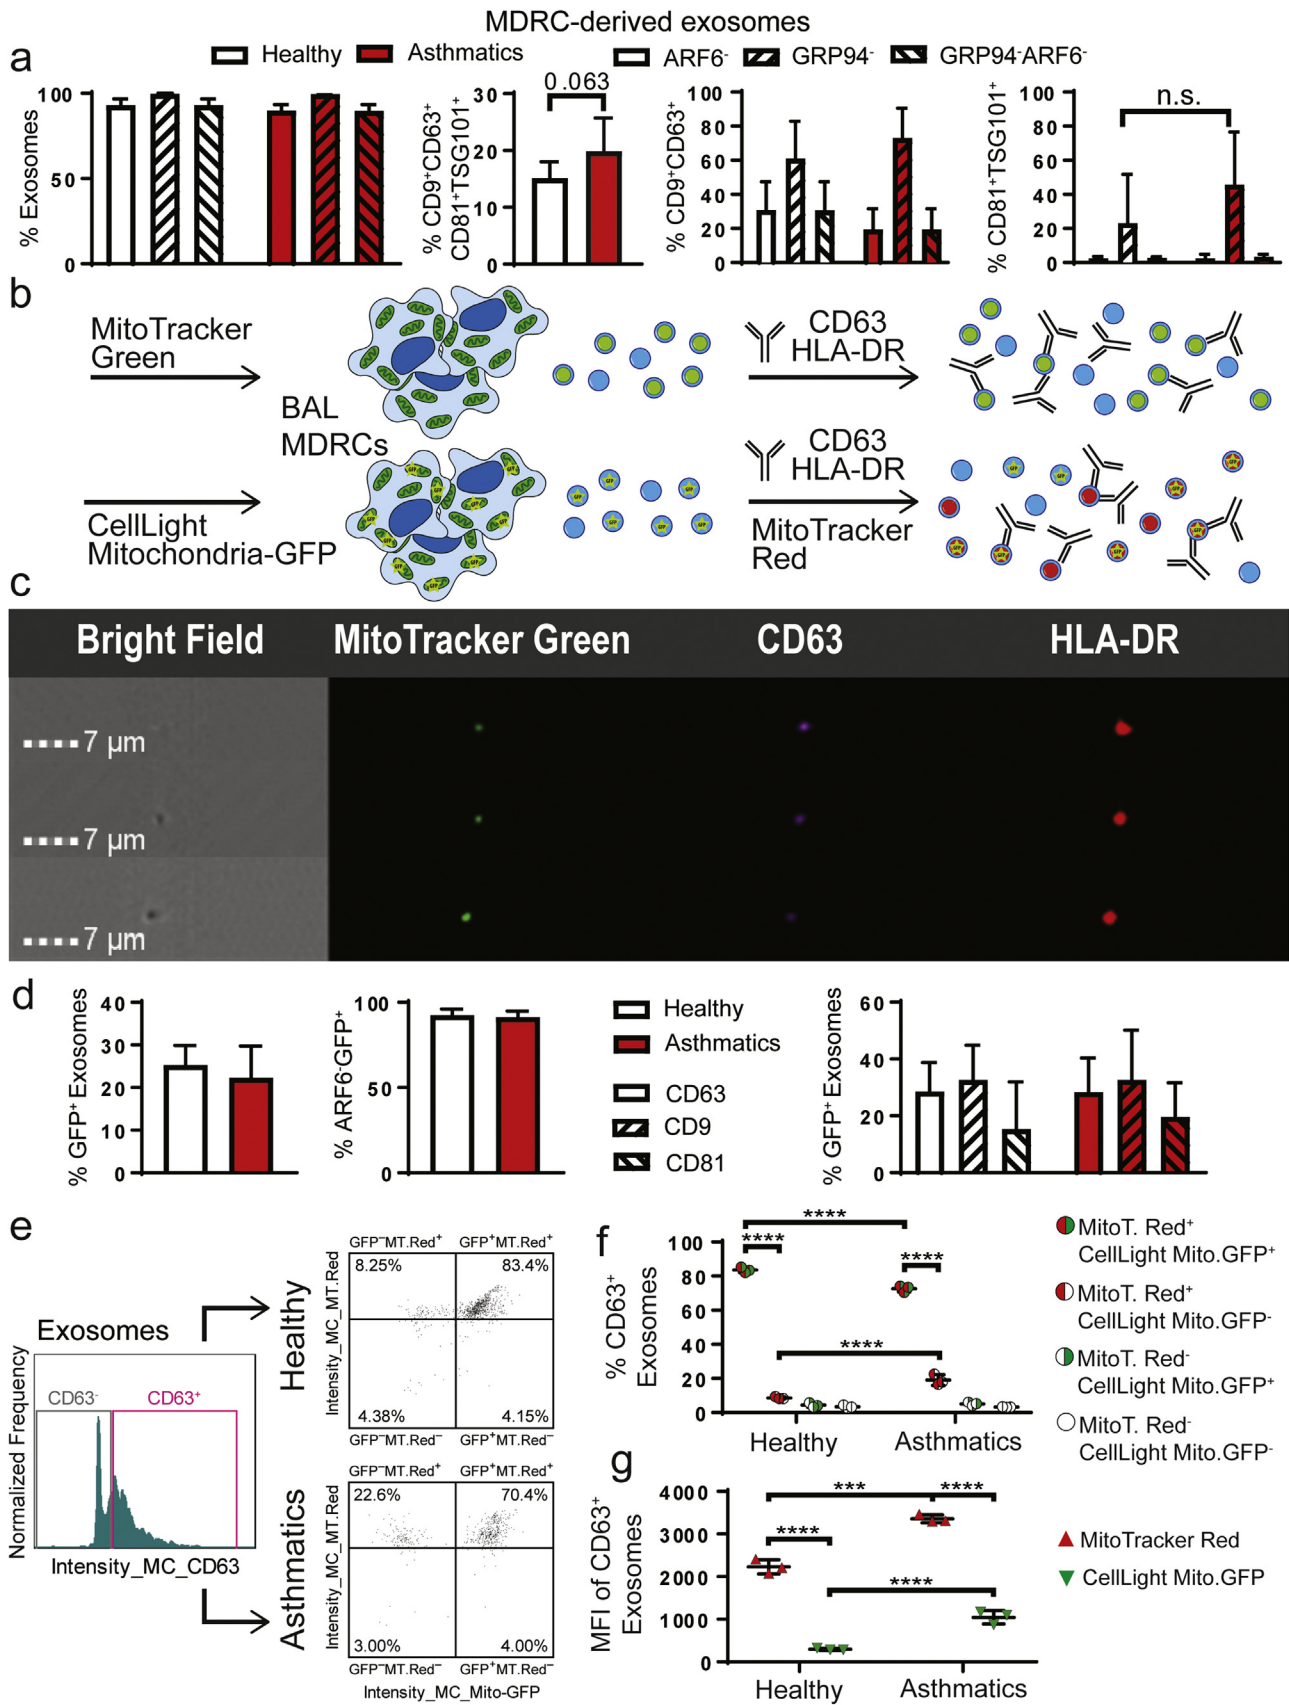 MDRC-derived exosomes
a
Healthy
Asthmatics
ARF6-
GRP94-
GRP94-ARF6-
% Exosomes
100
50
0
% CD9+CD63+
CD81+TSG101+
30
20
10
0
0.063
% CD9+CD63+
100
80
60
40
20
0
% CD81+TSG101+
100
80
60
40
20
0
n.s.
b
MitoTracker
Green
BAL
MDRCs
CD63
HLA-DR
CellLight
Mitochondria-GFP
GFP
CD63
HLA-DR
MitoTracker
Red
c
Bright Field
MitoTracker Green
CD63
HLA-DR
7 µm
7 µm
7 µm
d
% GFP+ Exosomes
40
30
20
10
0
% ARF6-GFP+
100
50
0
Healthy
Asthmatics
CD63
CD9
CD81
% GFP+ Exosomes
60
40
20
0
e
Exosomes
Normalized Frequency
CD63-
CD63+
Intensity_MC_CD63
Healthy
Intensity_MC_MT.Red
GFP–MT.Red+
GFP+MT.Red+
8.25%
83.4%
4.38%
4.15%
GFP–MT.Red–
GFP+MT.Red–
Asthmatics
Intensity_MC_MT.Red
GFP–MT.Red+
GFP+MT.Red+
22.6%
70.4%
3.00%
4.00%
GFP–MT.Red–
GFP+MT.Red–
Intensity_MC_Mito-GFP
f
% CD63+
Exosomes
100
80
60
40
20
0
****
****
****
****
Healthy
Asthmatics
MitoT. Red+
CellLight Mito.GFP+
MitoT. Red+
CellLight Mito.GFP-
MitoT. Red-
CellLight Mito.GFP+
MitoT. Red-
CellLight Mito.GFP-
g
MFI of CD63+
Exosomes
4000
3000
2000
1000
0
***
****
****
****
Healthy
Asthmatics
MitoTracker Red
CellLight Mito.GFP